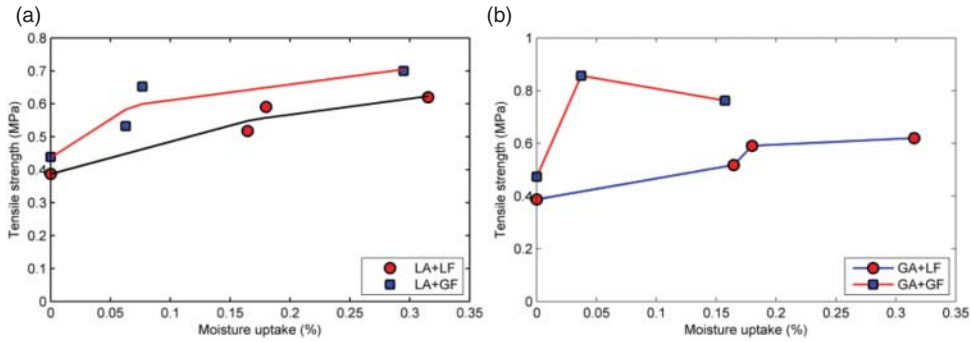 (a)
Tensile strength (MPa)
0.8
0.7
0.6
0.5
0.4
0.3
0.2
0.1
0
0 0.05 0.1 0.15 0.2 0.25 0.3 0.35
Moisture uptake (%)
LA+LF
LA+GF
(b)
Tensile strength (MPa)
1
0.8
0.6
0.4
0.2
0
0 0.05 0.1 0.15 0.2 0.25 0.3 0.35
Moisture uptake (%)
GA+LF
GA+GF